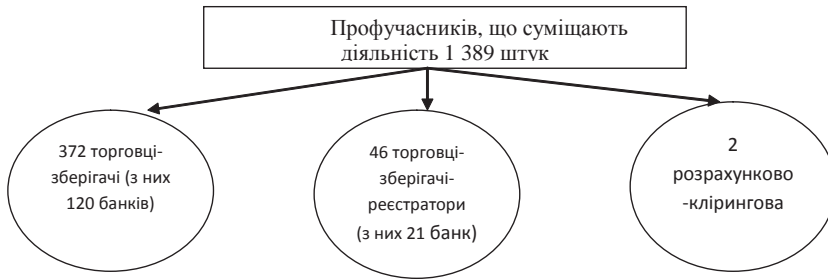 Профучасників, що суміщають
діяльність 1 389 штук
372 торговці-
зберігачі (з них
120 банків)
46 торговці-
зберігачі-
реєстратори
(з них 21 банк)
2
розрахунково
-клірингова